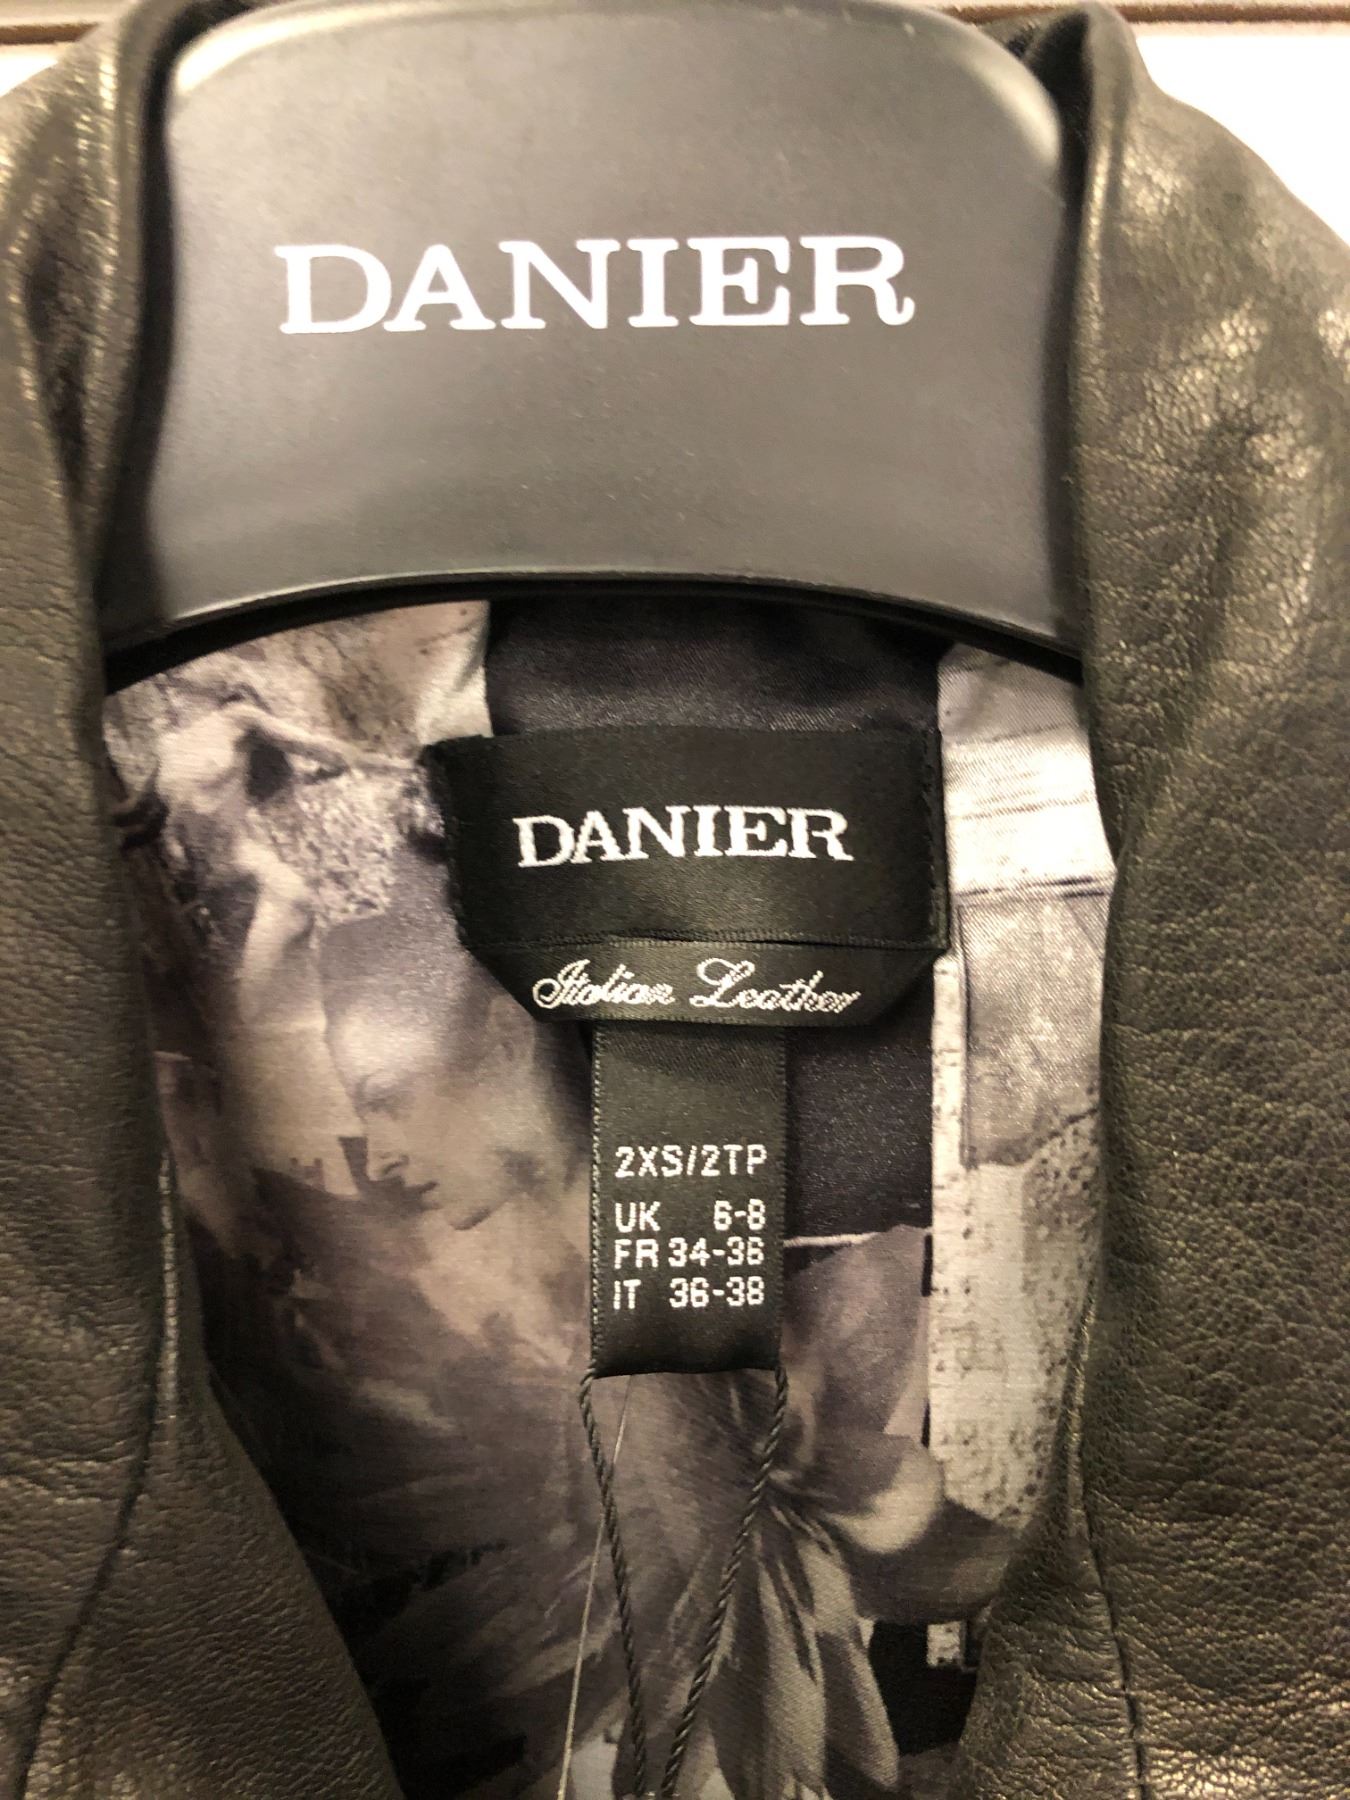 DANIER
DANIER
Italian Leather
2XS/2TP
UK 6-8
FR 34-36
IT 36-38